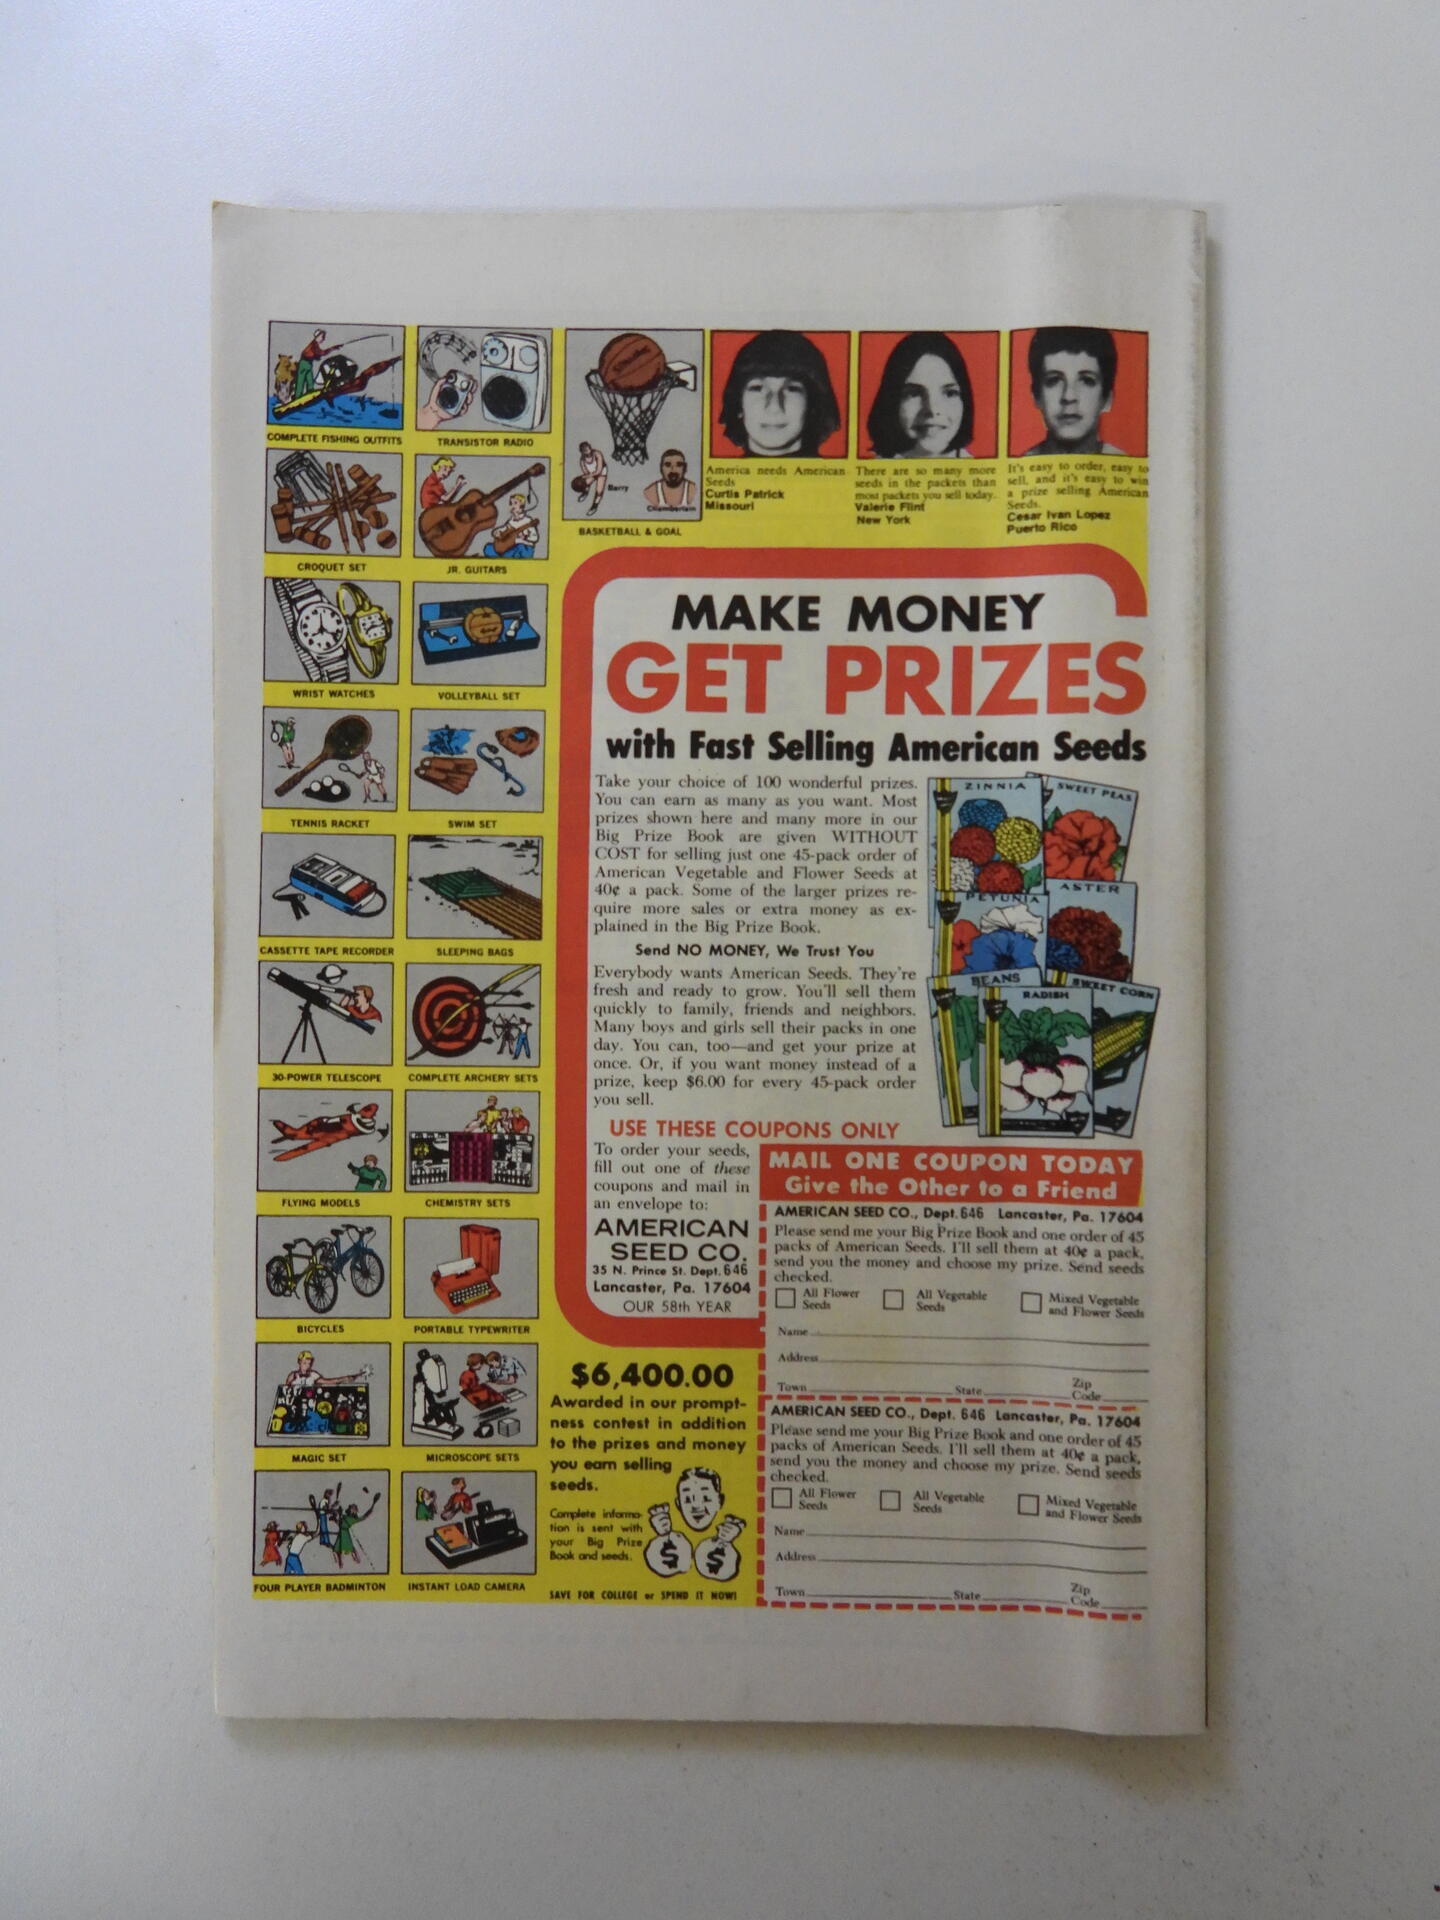 COMPLETE FISHING OUTFITS
TRANSISTOR RADIO
CROQUET SET
JR. GUITARS
WRIST WATCHES
VOLLEYBALL SET
TENNIS RACKET
SWIM SET
CASSETTE TAPE RECORDER
SLEEPING BAGS
30-POWER TELESCOPE
COMPLETE ARCHERY SETS
FLYING MODELS
CHEMISTRY SETS
BICYCLES
PORTABLE TYPEWRITER
MAGIC SET
MICROSCOPE SETS
FOUR PLAYER BADMINTON
INSTANT LOAD CAMERA
Barry
Chamberlain
BASKETBALL & GOAL
America needs American
Seeds
Curtis Patrick
Missouri
There are so many more
seeds in the packets than
most packets you sell today.
Valerie Flint
New York
It's easy to order, easy to
sell, and it's easy to win
a prize selling American
Seeds.
Cesar Ivan Lopez
Puerto Rico
MAKE MONEY
GET PRIZES
with Fast Selling American Seeds
Take your choice of 100 wonderful prizes.
You can earn as many as you want. Most
prizes shown here and many more in our
Big Prize Book are given WITHOUT
COST for selling just one 45-pack order of
American Vegetable and Flower Seeds at
40¢ a pack. Some of the larger prizes re-
quire more sales or extra money as ex-
plained in the Big Prize Book.
Send NO MONEY, We Trust You
Everybody wants American Seeds. They're
fresh and ready to grow. You'll sell them
quickly to family, friends and neighbors.
Many boys and girls sell their packs in one
day. You can, too—and get your prize at
once. Or, if you want money instead of a
prize, keep $6.00 for every 45-pack order
you sell.
ZINNIA
SWEET PEAS
PETUNIA
ASTER
BEANS
RADISH
SWEET CORN
USE THESE COUPONS ONLY
To order your seeds,
fill out one of these
coupons and mail in
an envelope to:
AMERICAN
SEED CO.
35 N. Prince St. Dept. 646
Lancaster, Pa. 17604
OUR 58th YEAR
MAIL ONE COUPON TODAY
Give the Other to a Friend
AMERICAN SEED CO., Dept. 646 Lancaster, Pa. 17604
Please send me your Big Prize Book and one order of 45
packs of American Seeds. I'll sell them at 40¢ a pack,
send you the money and choose my prize. Send seeds
checked.
All Flower Seeds
All Vegetable Seeds
Mixed Vegetable and Flower Seeds
Name
Address
Town State Zip Code
AMERICAN SEED CO., Dept. 646 Lancaster, Pa. 17604
Please send me your Big Prize Book and one order of 45
packs of American Seeds. I'll sell them at 40¢ a pack,
send you the money and choose my prize. Send seeds
checked.
All Flower Seeds
All Vegetable Seeds
Mixed Vegetable and Flower Seeds
Name
Address
Town State Zip Code
$6,400.00
Awarded in our prompt-
ness contest in addition
to the prizes and money
you earn selling
seeds.
Complete informa-
tion is sent with
your Big Prize
Book and seeds.
$ $
SAVE FOR COLLEGE or SPEND IT NOW!